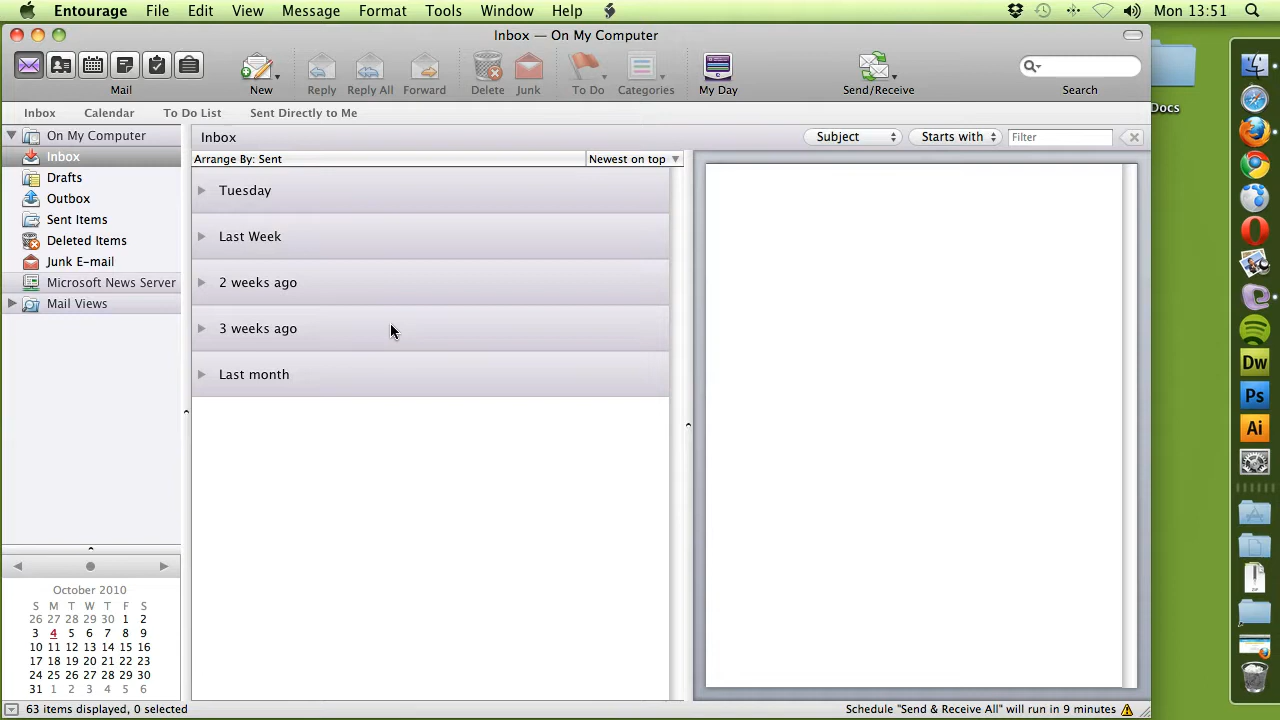 Entourage File Edit View Message Format Tools Window Help Mon 13:51
Inbox — On My Computer
Mail New Reply Reply All Forward Delete Junk To Do Categories My Day Send/Receive Search
Inbox Calendar To Do List Sent Directly to Me
On My Computer
Inbox
Drafts
Outbox
Sent Items
Deleted Items
Junk E-mail
Microsoft News Server
Mail Views
Inbox Subject Starts with Filter
Arrange By: Sent Newest on top
Tuesday
Last Week
2 weeks ago
3 weeks ago
Last month
Docs
Dw
Ps
Ai
October 2010
S M T W T F S
26 27 28 29 30 1 2
3 4 5 6 7 8 9
10 11 12 13 14 15 16
17 18 19 20 21 22 23
24 25 26 27 28 29 30
31 1 2 3 4 5 6
63 items displayed, 0 selected
Schedule "Send & Receive All" will run in 9 minutes